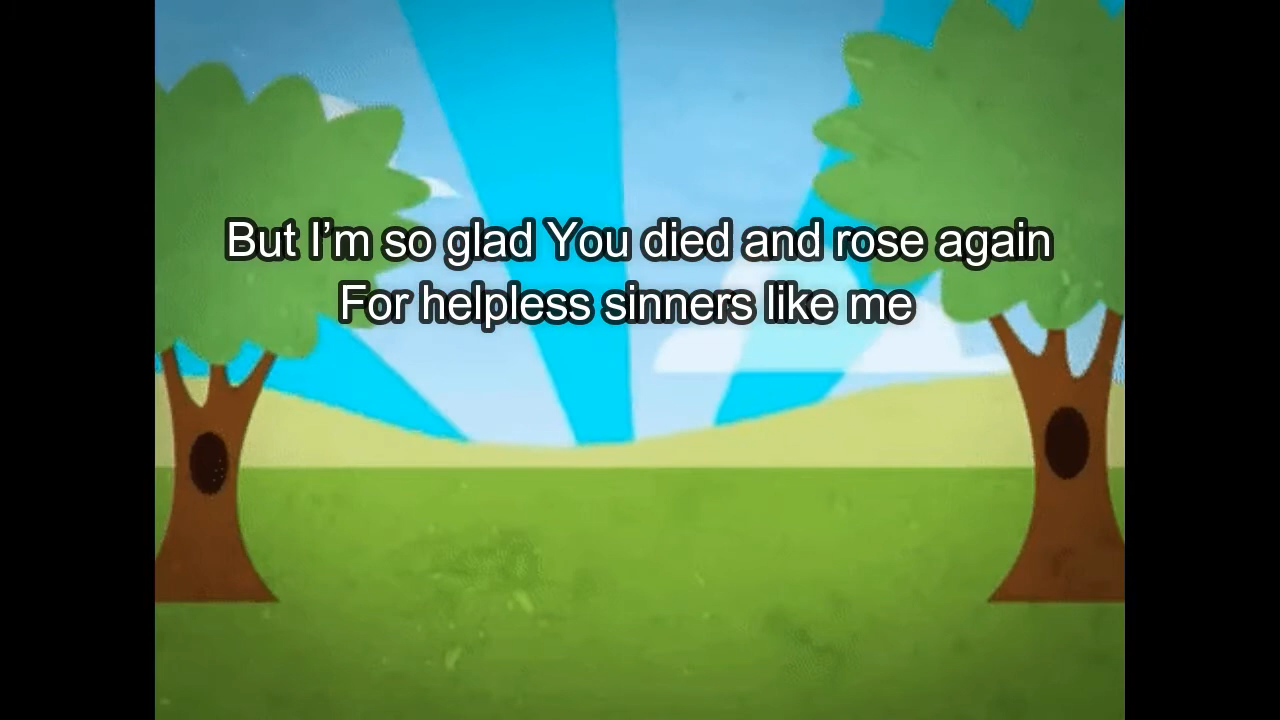 But I’m so glad You died and rose again
For helpless sinners like me